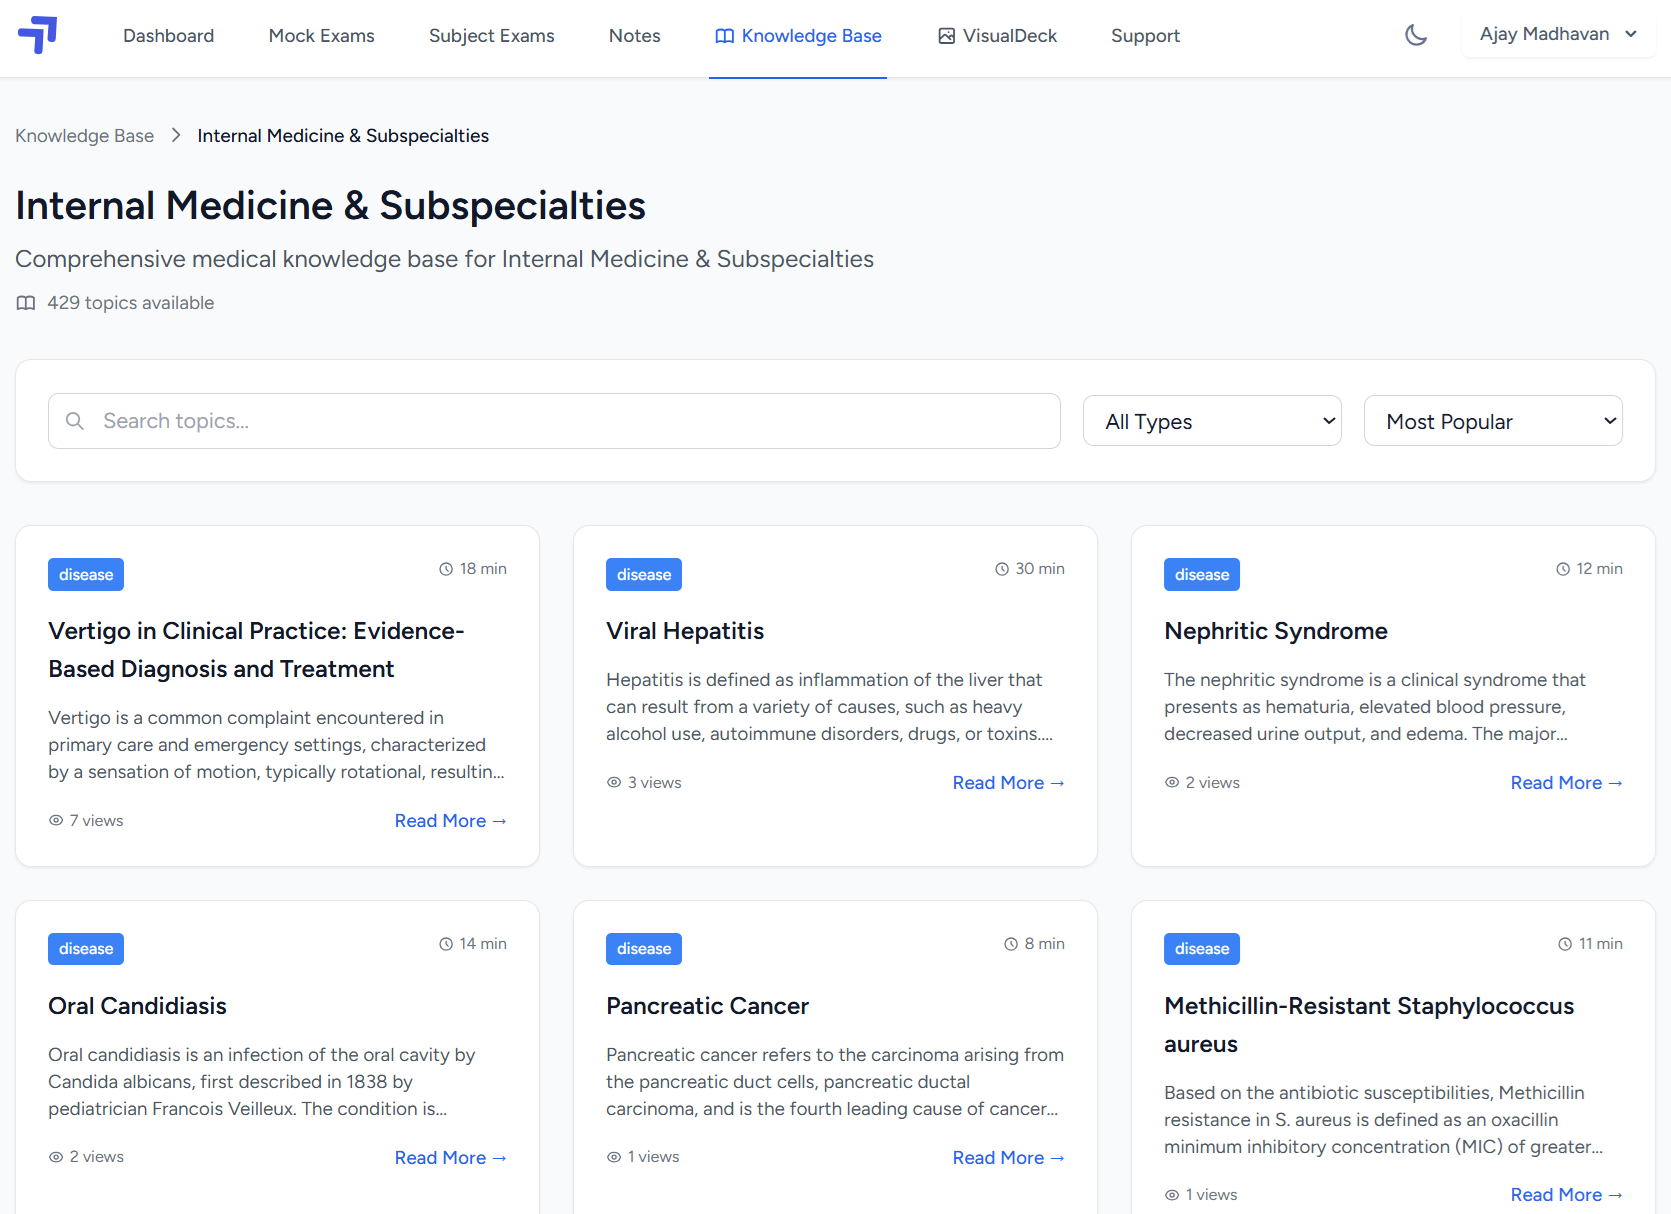 Dashboard
Mock Exams
Subject Exams
Notes
Knowledge Base
VisualDeck
Support
Ajay Madhavan
Knowledge Base > Internal Medicine & Subspecialties
Internal Medicine & Subspecialties
Comprehensive medical knowledge base for Internal Medicine & Subspecialties
429 topics available
Search topics...
All Types
Most Popular
disease
18 min
Vertigo in Clinical Practice: Evidence-
Based Diagnosis and Treatment
Vertigo is a common complaint encountered in
primary care and emergency settings, characterized
by a sensation of motion, typically rotational, resultin...
7 views
Read More →
disease
30 min
Viral Hepatitis
Hepatitis is defined as inflammation of the liver that
can result from a variety of causes, such as heavy
alcohol use, autoimmune disorders, drugs, or toxins....
3 views
Read More →
disease
12 min
Nephritic Syndrome
The nephritic syndrome is a clinical syndrome that
presents as hematuria, elevated blood pressure,
decreased urine output, and edema. The major...
2 views
Read More →
disease
14 min
Oral Candidiasis
Oral candidiasis is an infection of the oral cavity by
Candida albicans, first described in 1838 by
pediatrician Francois Veilleux. The condition is...
2 views
Read More →
disease
8 min
Pancreatic Cancer
Pancreatic cancer refers to the carcinoma arising from
the pancreatic duct cells, pancreatic ductal
carcinoma, and is the fourth leading cause of cancer...
1 views
Read More →
disease
11 min
Methicillin-Resistant Staphylococcus
aureus
Based on the antibiotic susceptibilities, Methicillin
resistance in S. aureus is defined as an oxacillin
minimum inhibitory concentration (MIC) of greater...
1 views
Read More →